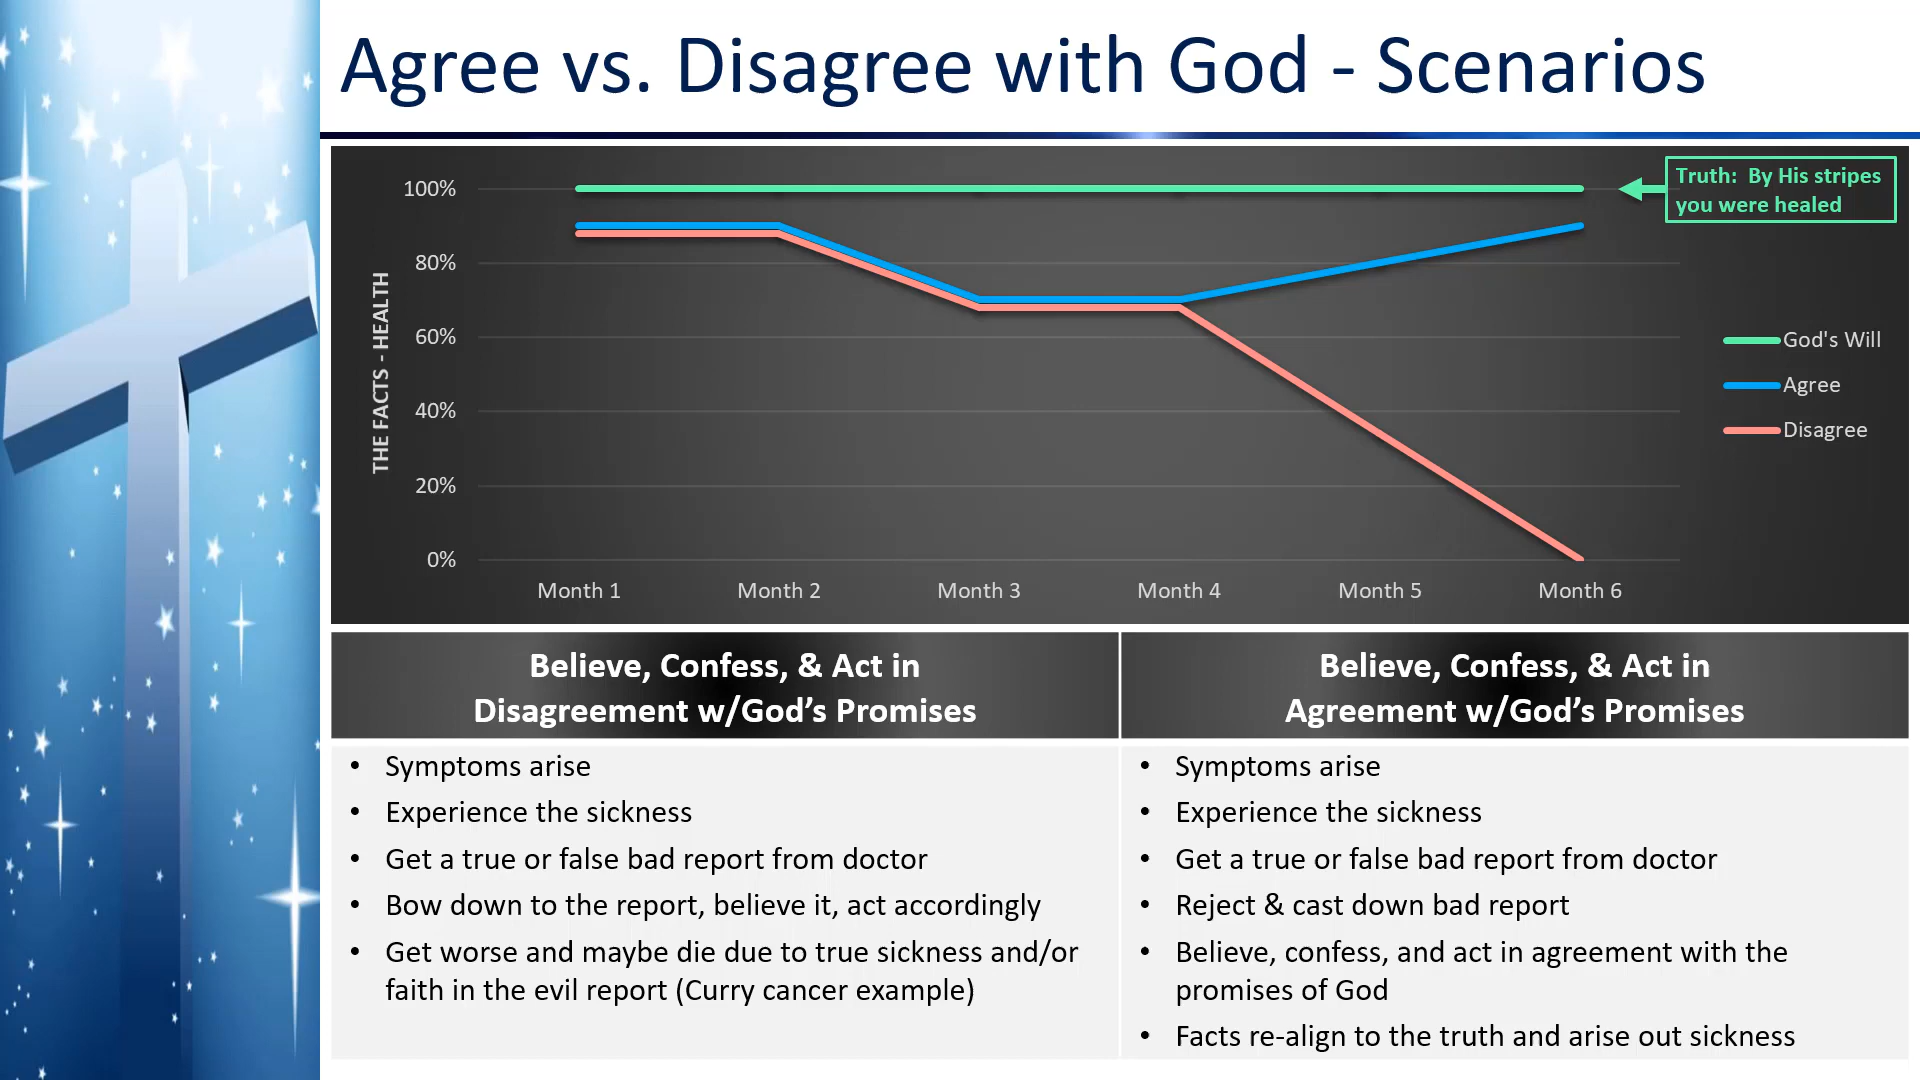 Agree vs. Disagree with God - Scenarios
Truth:  By His stripes
you were healed
THE FACTS - HEALTH
100%
80%
60%
40%
20%
0%
Month 1
Month 2
Month 3
Month 4
Month 5
Month 6
God's Will
Agree
Disagree
Believe, Confess, & Act in
Disagreement w/God’s Promises
• Symptoms arise
• Experience the sickness
• Get a true or false bad report from doctor
• Bow down to the report, believe it, act accordingly
• Get worse and maybe die due to true sickness and/or
faith in the evil report (Curry cancer example)
Believe, Confess, & Act in
Agreement w/God’s Promises
• Symptoms arise
• Experience the sickness
• Get a true or false bad report from doctor
• Reject & cast down bad report
• Believe, confess, and act in agreement with the
promises of God
• Facts re-align to the truth and arise out sickness